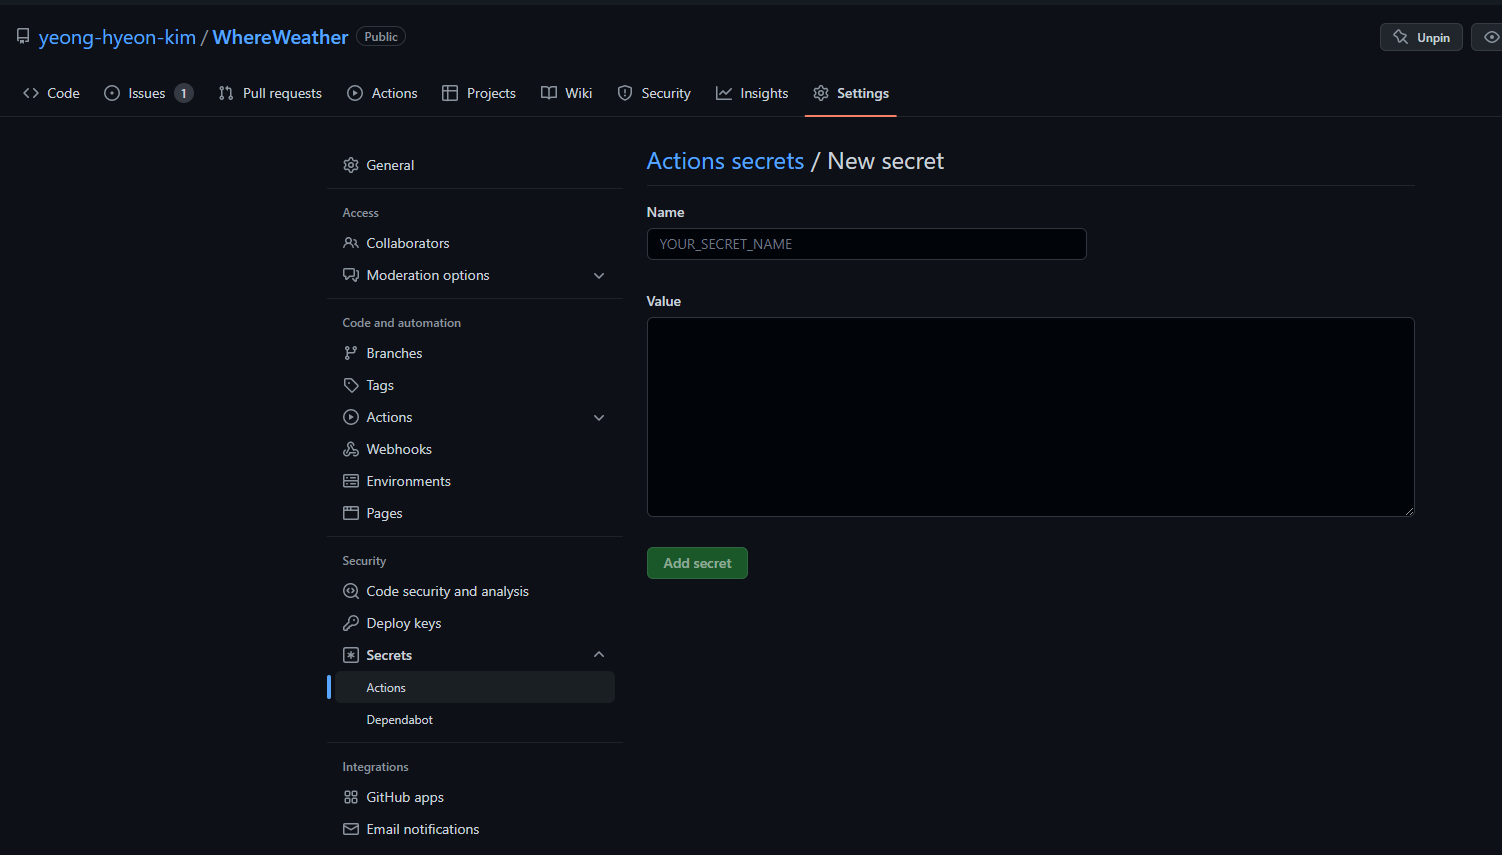 yeong-hyeon-kim / WhereWeather Public
Unpin
Code Issues 1 Pull requests Actions Projects Wiki Security Insights Settings
General
Access
Collaborators
Moderation options
Code and automation
Branches
Tags
Actions
Webhooks
Environments
Pages
Security
Code security and analysis
Deploy keys
Secrets
Actions
Dependabot
Integrations
GitHub apps
Email notifications
Actions secrets / New secret
Name
YOUR_SECRET_NAME
Value
Add secret